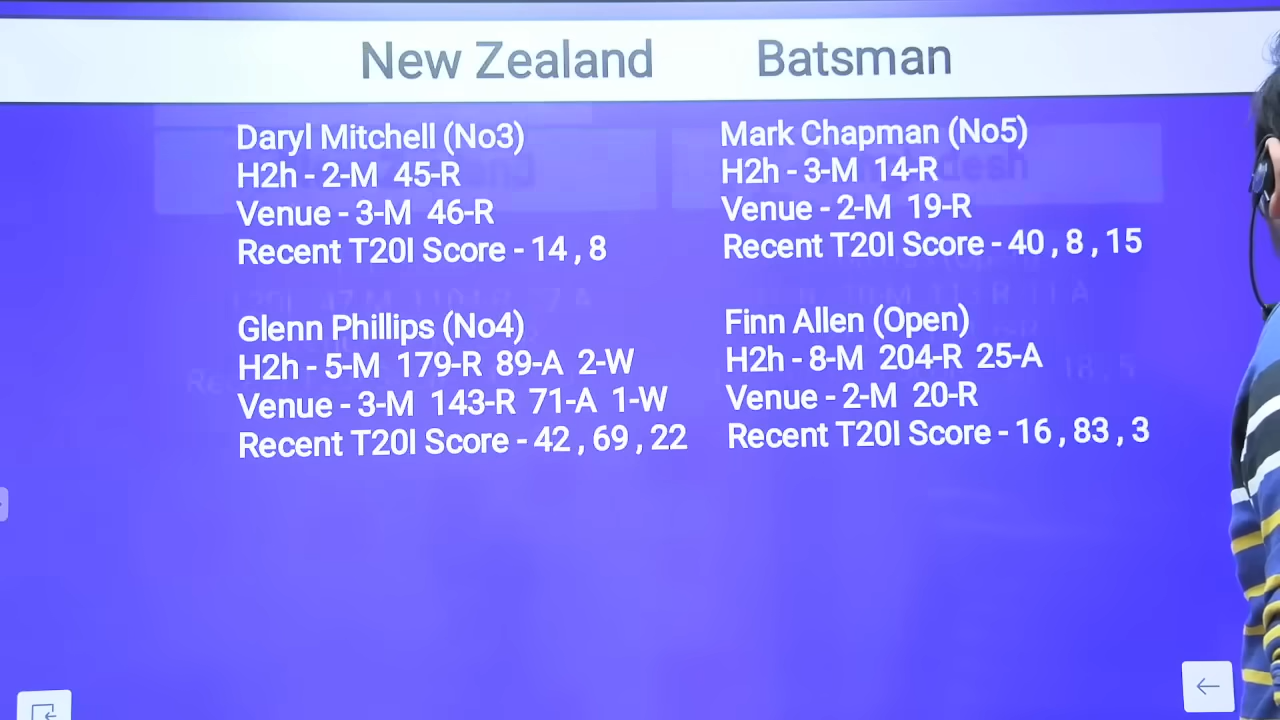 New Zealand Batsman
Daryl Mitchell (No3)
H2h - 2-M 45-R
Venue - 3-M 46-R
Recent T20I Score - 14 , 8
Glenn Phillips (No4)
H2h - 5-M 179-R 89-A 2-W
Venue - 3-M 143-R 71-A 1-W
Recent T20I Score - 42 , 69 , 22
Mark Chapman (No5)
H2h - 3-M 14-R
Venue - 2-M 19-R
Recent T20I Score - 40 , 8 , 15
Finn Allen (Open)
H2h - 8-M 204-R 25-A
Venue - 2-M 20-R
Recent T20I Score - 16 , 83 , 3